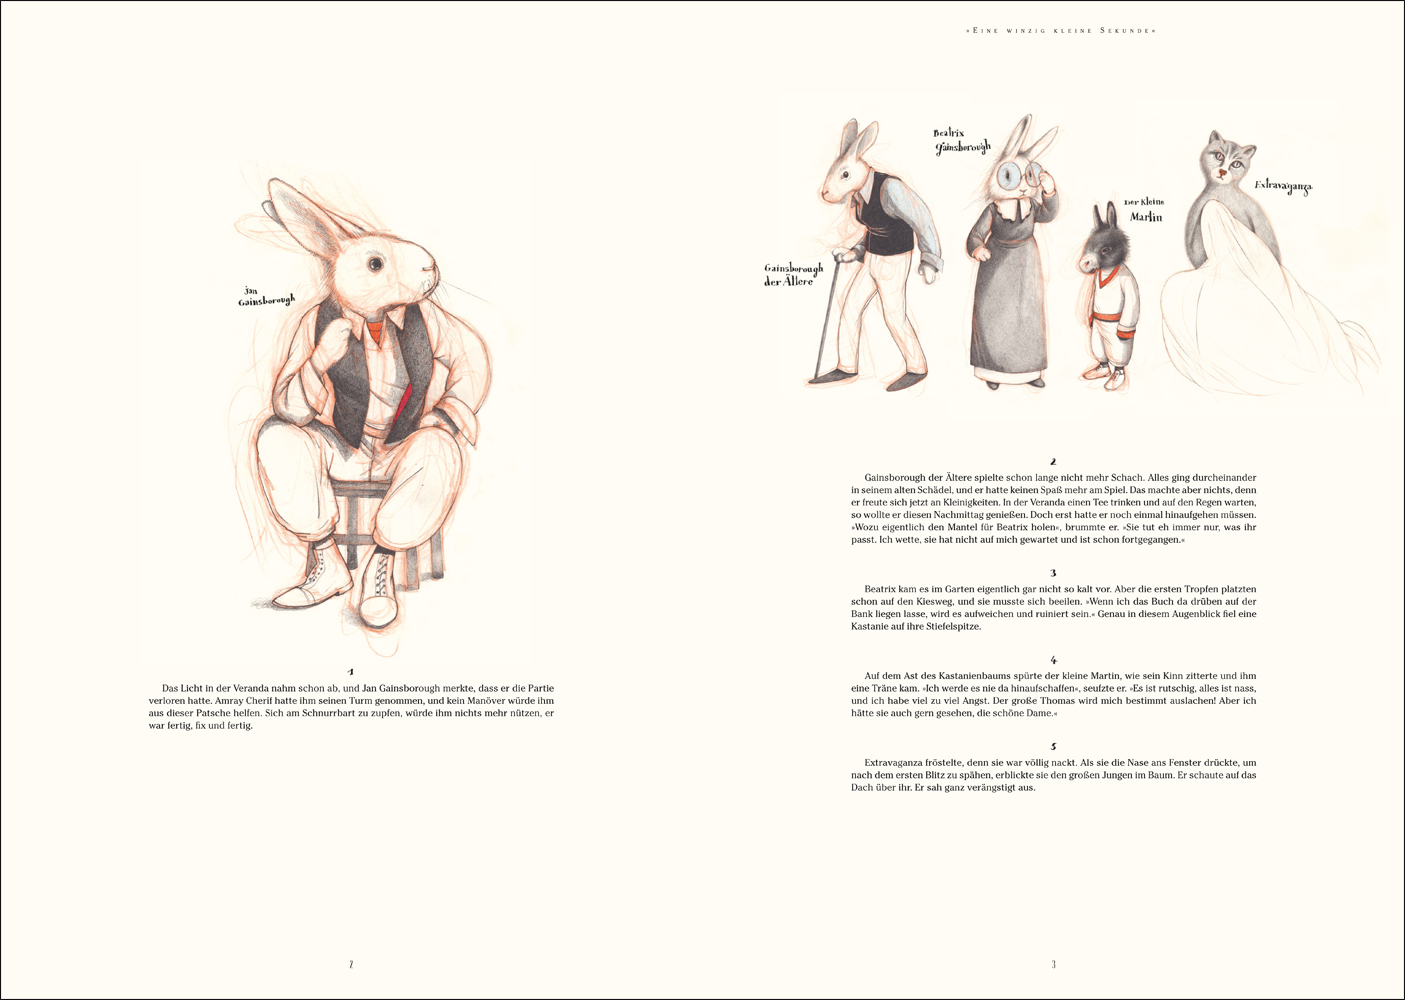 Jan
Gainsborough
1
Das Licht in der Veranda nahm schon ab, und Jan Gainsborough merkte, dass er die Partie
verloren hatte. Amray Cherif hatte ihm seinen Turm genommen, und kein Manöver würde ihm
aus dieser Patsche helfen. Sich am Schnurrbart zu zupfen, würde ihm nichts mehr nützen, er
war fertig, fix und fertig.
2
»Eine winzig kleine Sekunde«
Beatrix
Gainsborough
Der kleine
Martin
Extravaganza
Gainsborough
der Ältere
2
Gainsborough der Ältere spielte schon lange nicht mehr Schach. Alles ging durcheinander
in seinem alten Schädel, und er hatte keinen Spaß mehr am Spiel. Das machte aber nichts, denn
er freute sich jetzt an Kleinigkeiten. In der Veranda einen Tee trinken und auf den Regen warten,
so wollte er diesen Nachmittag genießen. Doch erst hatte er noch einmal hinaufgehen müssen.
»Wozu eigentlich den Mantel für Beatrix holen«, brummte er. »Sie tut eh immer nur, was ihr
passt. Ich wette, sie hat nicht auf mich gewartet und ist schon fortgegangen.«
3
Beatrix kam es im Garten eigentlich gar nicht so kalt vor. Aber die ersten Tropfen platzten
schon auf den Kiesweg, und sie musste sich beeilen. »Wenn ich das Buch da drüben auf der
Bank liegen lasse, wird es aufweichen und ruiniert sein.« Genau in diesem Augenblick fiel eine
Kastanie auf ihre Stiefelspitze.
4
Auf dem Ast des Kastanienbaums spürte der kleine Martin, wie sein Kinn zitterte und ihm
eine Träne kam. »Ich werde es nie da hinaufschaffen«, seufzte er. »Es ist rutschig, alles ist nass,
und ich habe viel zu viel Angst. Der große Thomas wird mich bestimmt auslachen! Aber ich
hätte sie auch gern gesehen, die schöne Dame.«
5
Extravaganza fröstelte, denn sie war völlig nackt. Als sie die Nase ans Fenster drückte, um
nach dem ersten Blitz zu spähen, erblickte sie den großen Jungen im Baum. Er schaute auf das
Dach über ihr. Er sah ganz verängstigt aus.
3